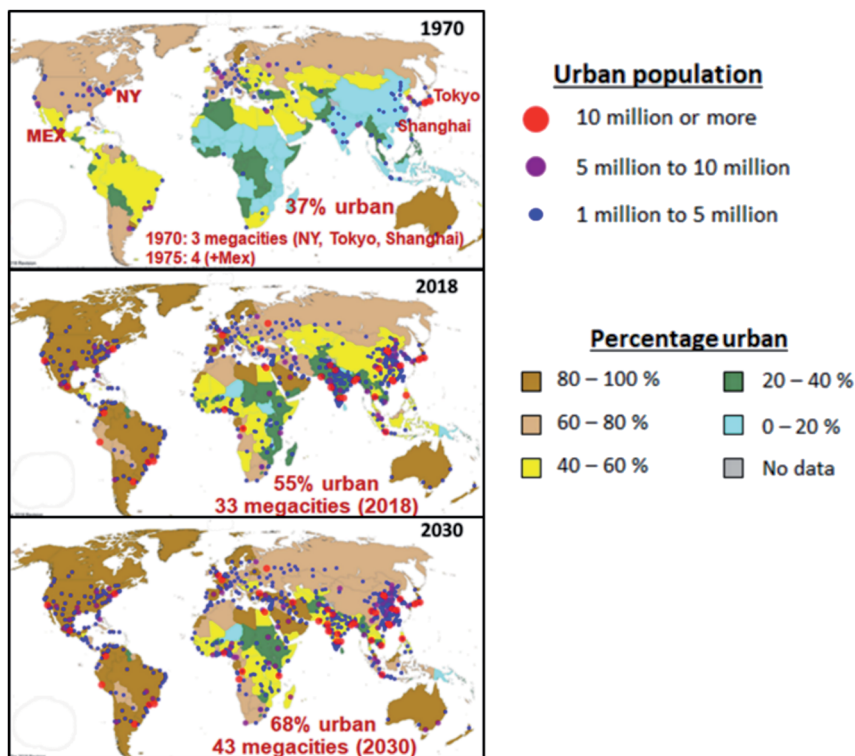 1970
NY
Tokyo
Shanghai
MEX
37% urban
1970: 3 megacities (NY, Tokyo, Shanghai)
1975: 4 (+Mex)
2018
55% urban
33 megacities (2018)
2030
68% urban
43 megacities (2030)
Urban population
10 million or more
5 million to 10 million
1 million to 5 million
Percentage urban
80 – 100 %
20 – 40 %
60 – 80 %
0 – 20 %
40 – 60 %
No data